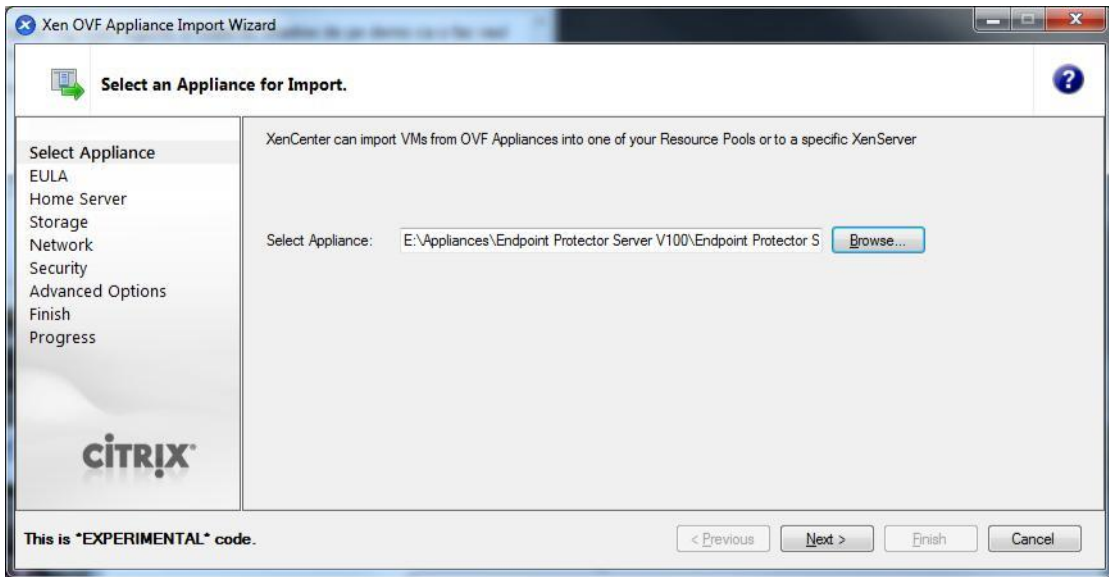 Xen OVF Appliance Import Wizard
Select an Appliance for Import.
?
Select Appliance
EULA
Home Server
Storage
Network
Security
Advanced Options
Finish
Progress
CİTRIX
XenCenter can import VMs from OVF Appliances into one of your Resource Pools or to a specific XenServer
Select Appliance: E:\Appliances\Endpoint Protector Server V100\Endpoint Protector S Browse...
This is *EXPERIMENTAL* code.
< Previous Next > Finish Cancel